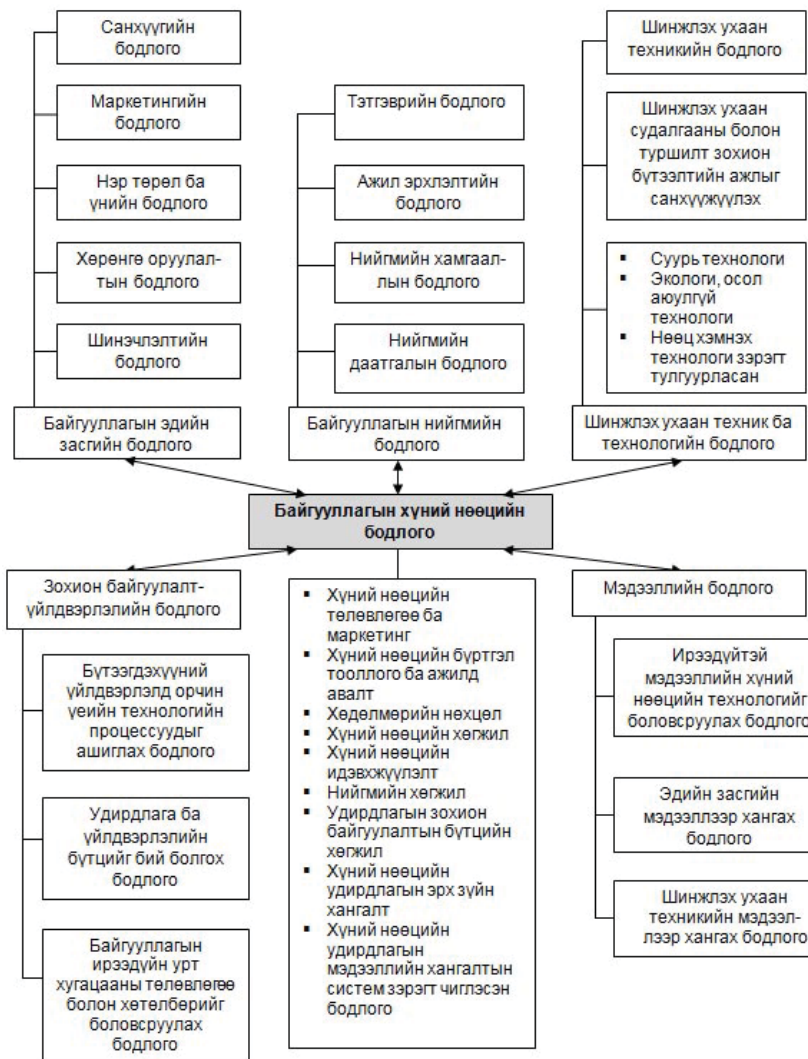 Санхүүгийн
бодлого
Маркетингийн
бодлого
Нэр төрөл ба
үнийн бодлого
Хөрөнгө оруулал-
тын бодлого
Шинэчлэлтийн
бодлого
Байгууллагын эдийн
засгийн бодлого
Тэтгэврийн бодлого
Ажил эрхлэлтийн
бодлого
Нийгмийн хамгаал-
лын бодлого
Нийгмийн
даатгалын бодлого
Байгууллагын нийгмийн
бодлого
Шинжлэх ухаан
техникийн бодлого
Шинжлэх ухаан
судалгааны болон
туршилт зохион
бүтээлтийн ажлыг
санхүүжүүлэх
▪ Суурь технологи
▪ Экологи, осол
аюулгүй
технологи
▪ Нөөц хэмнэх
технологи зэрэгт
тулгуурласан
Шинжлэх ухаан техник ба
технологийн бодлого
Байгууллагын хүний нөөцийн
бодлого
Зохион байгуулалт-
үйлдвэрлэлийн бодлого
Бүтээгдэхүүний
үйлдвэрлэлд орчин
үеийн технологийн
процессуудыг
ашиглах бодлого
Удирдлага ба
үйлдвэрлэлийн
бүтцийг бий болгох
бодлого
Байгууллагын
ирээдүйн урт
хугацааны төлөвлөгөө
болон хөтөлбөрийг
боловсруулах
бодлого
▪ Хүний нөөцийн
төлөвлөгөө ба
маркетинг
▪ Хүний нөөцийн бүртгэл
тооллого ба ажилд
авалт
▪ Хөдөлмөрийн нөхцөл
▪ Хүний нөөцийн хөгжил
▪ Хүний нөөцийн
идэвхжүүлэлт
▪ Нийгмийн хөгжил
▪ Удирдлагын зохион
байгуулалтын бүтцийн
хөгжил
▪ Хүний нөөцийн
удирдлагын эрх зүйн
хангалт
▪ Хүний нөөцийн
удирдлагын
мэдээллийн хангалтын
систем зэрэгт чиглэсэн
бодлого
Мэдээллийн бодлого
Ирээдүйтэй
мэдээллийн хүний
нөөцийн технологийг
боловсруулах бодлого
Эдийн засгийн
мэдээллээр хангах
бодлого
Шинжлэх ухаан
техникийн мэдээл-
лээр хангах бодлого